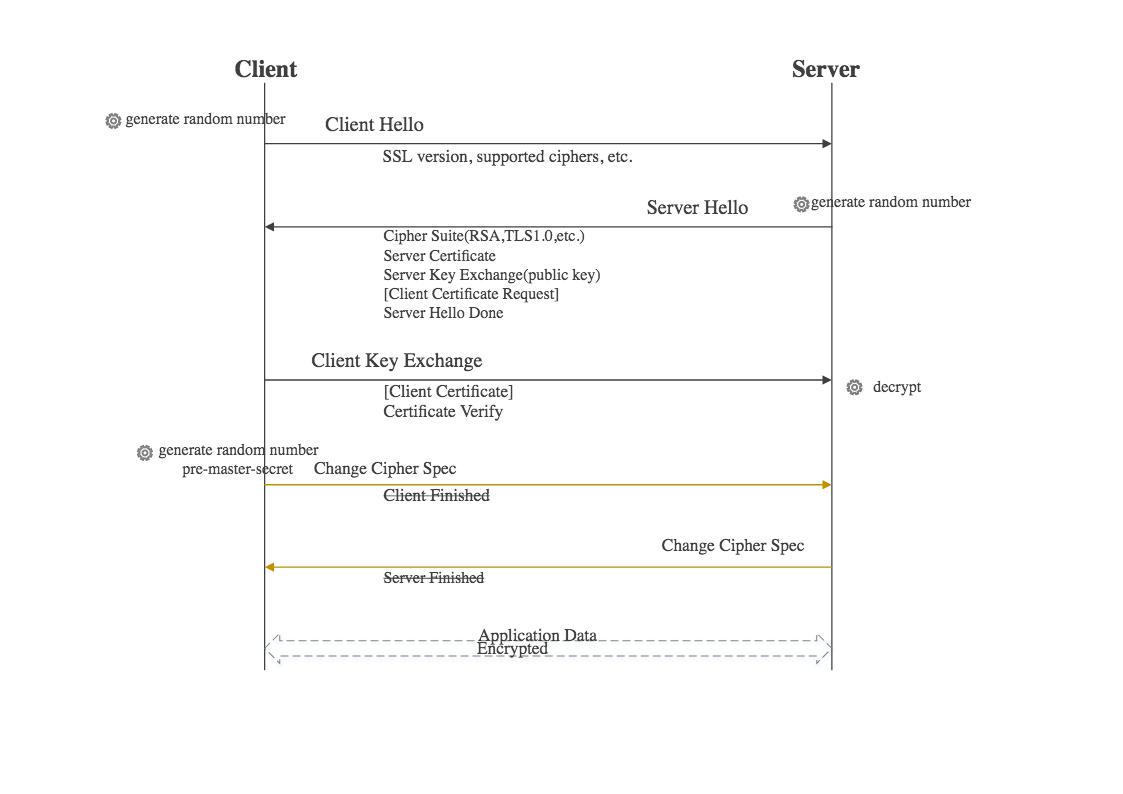 Client
Server
generate random number
Client Hello
SSL version, supported ciphers, etc.
generate random number
Server Hello
Cipher Suite(RSA,TLS1.0,etc.)
Server Certificate
Server Key Exchange(public key)
[Client Certificate Request]
Server Hello Done
Client Key Exchange
[Client Certificate]
Certificate Verify
decrypt
generate random number
pre-master-secret
Change Cipher Spec
Client Finished
Change Cipher Spec
Server Finished
Application Data
Encrypted